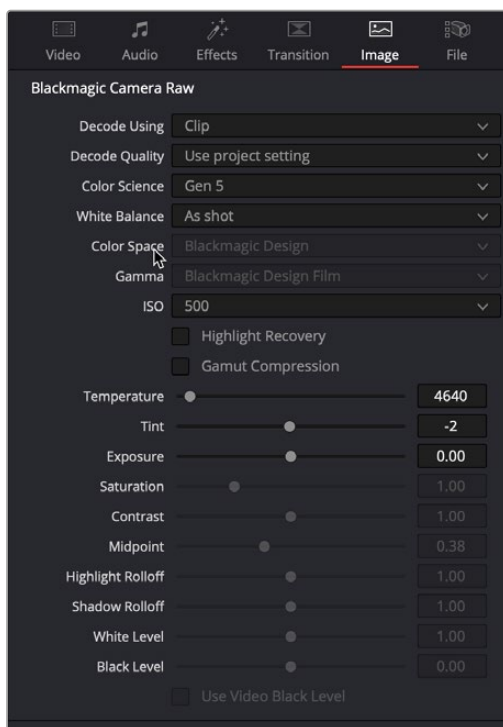 Video Audio Effects Transition Image File
Blackmagic Camera Raw
Decode Using Clip
Decode Quality Use project setting
Color Science Gen 5
White Balance As shot
Color Space Blackmagic Design
Gamma Blackmagic Design Film
ISO 500
Highlight Recovery
Gamut Compression
Temperature 4640
Tint -2
Exposure 0.00
Saturation 1.00
Contrast 1.00
Midpoint 0.38
Highlight Rolloff 1.00
Shadow Rolloff 1.00
White Level 1.00
Black Level 0.00
Use Video Black Level